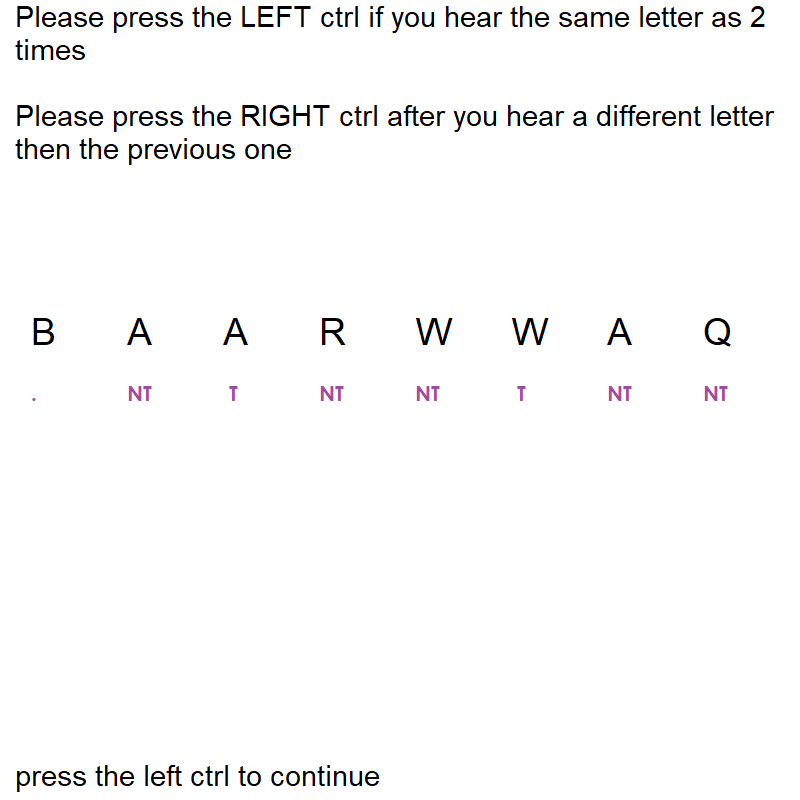 Please press the LEFT ctrl if you hear the same letter as 2
times
Please press the RIGHT ctrl after you hear a different letter
then the previous one
B A A R W W A Q
. NT T NT NT T NT NT
press the left ctrl to continue